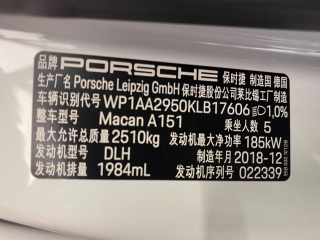 品牌 PORSCHE 保时捷 制造国 德国
生产厂名 Porsche Leipzig GmbH 保时捷股份公司莱比锡工厂制造
车辆识别代号 WP1AA2950KLB17606 1,0%
整车型号 Macan A151 乘坐人数 5
最大允许总质量 2510kg 发动机最大净功率 185kW
发动机型号 DLH 制造年月 2018-12
发动机排量 1984mL 发动机序列号 022339